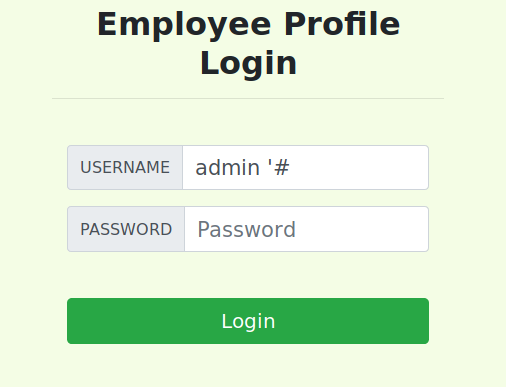 Employee Profile
Login
USERNAME admin '#
PASSWORD Password
Login